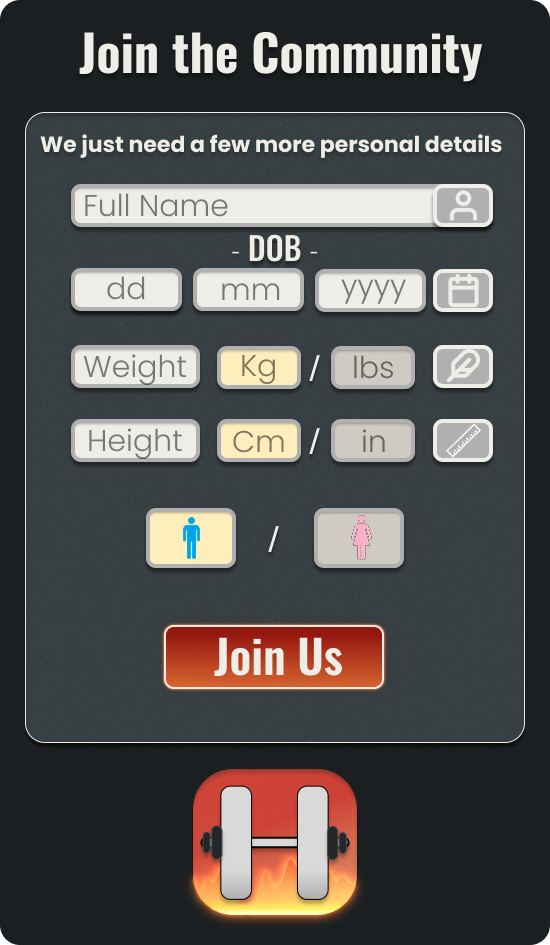 Join the Community
We just need a few more personal details
Full Name
- DOB -
dd mm yyyy
Weight Kg / lbs
Height Cm / in
/
Join Us
H